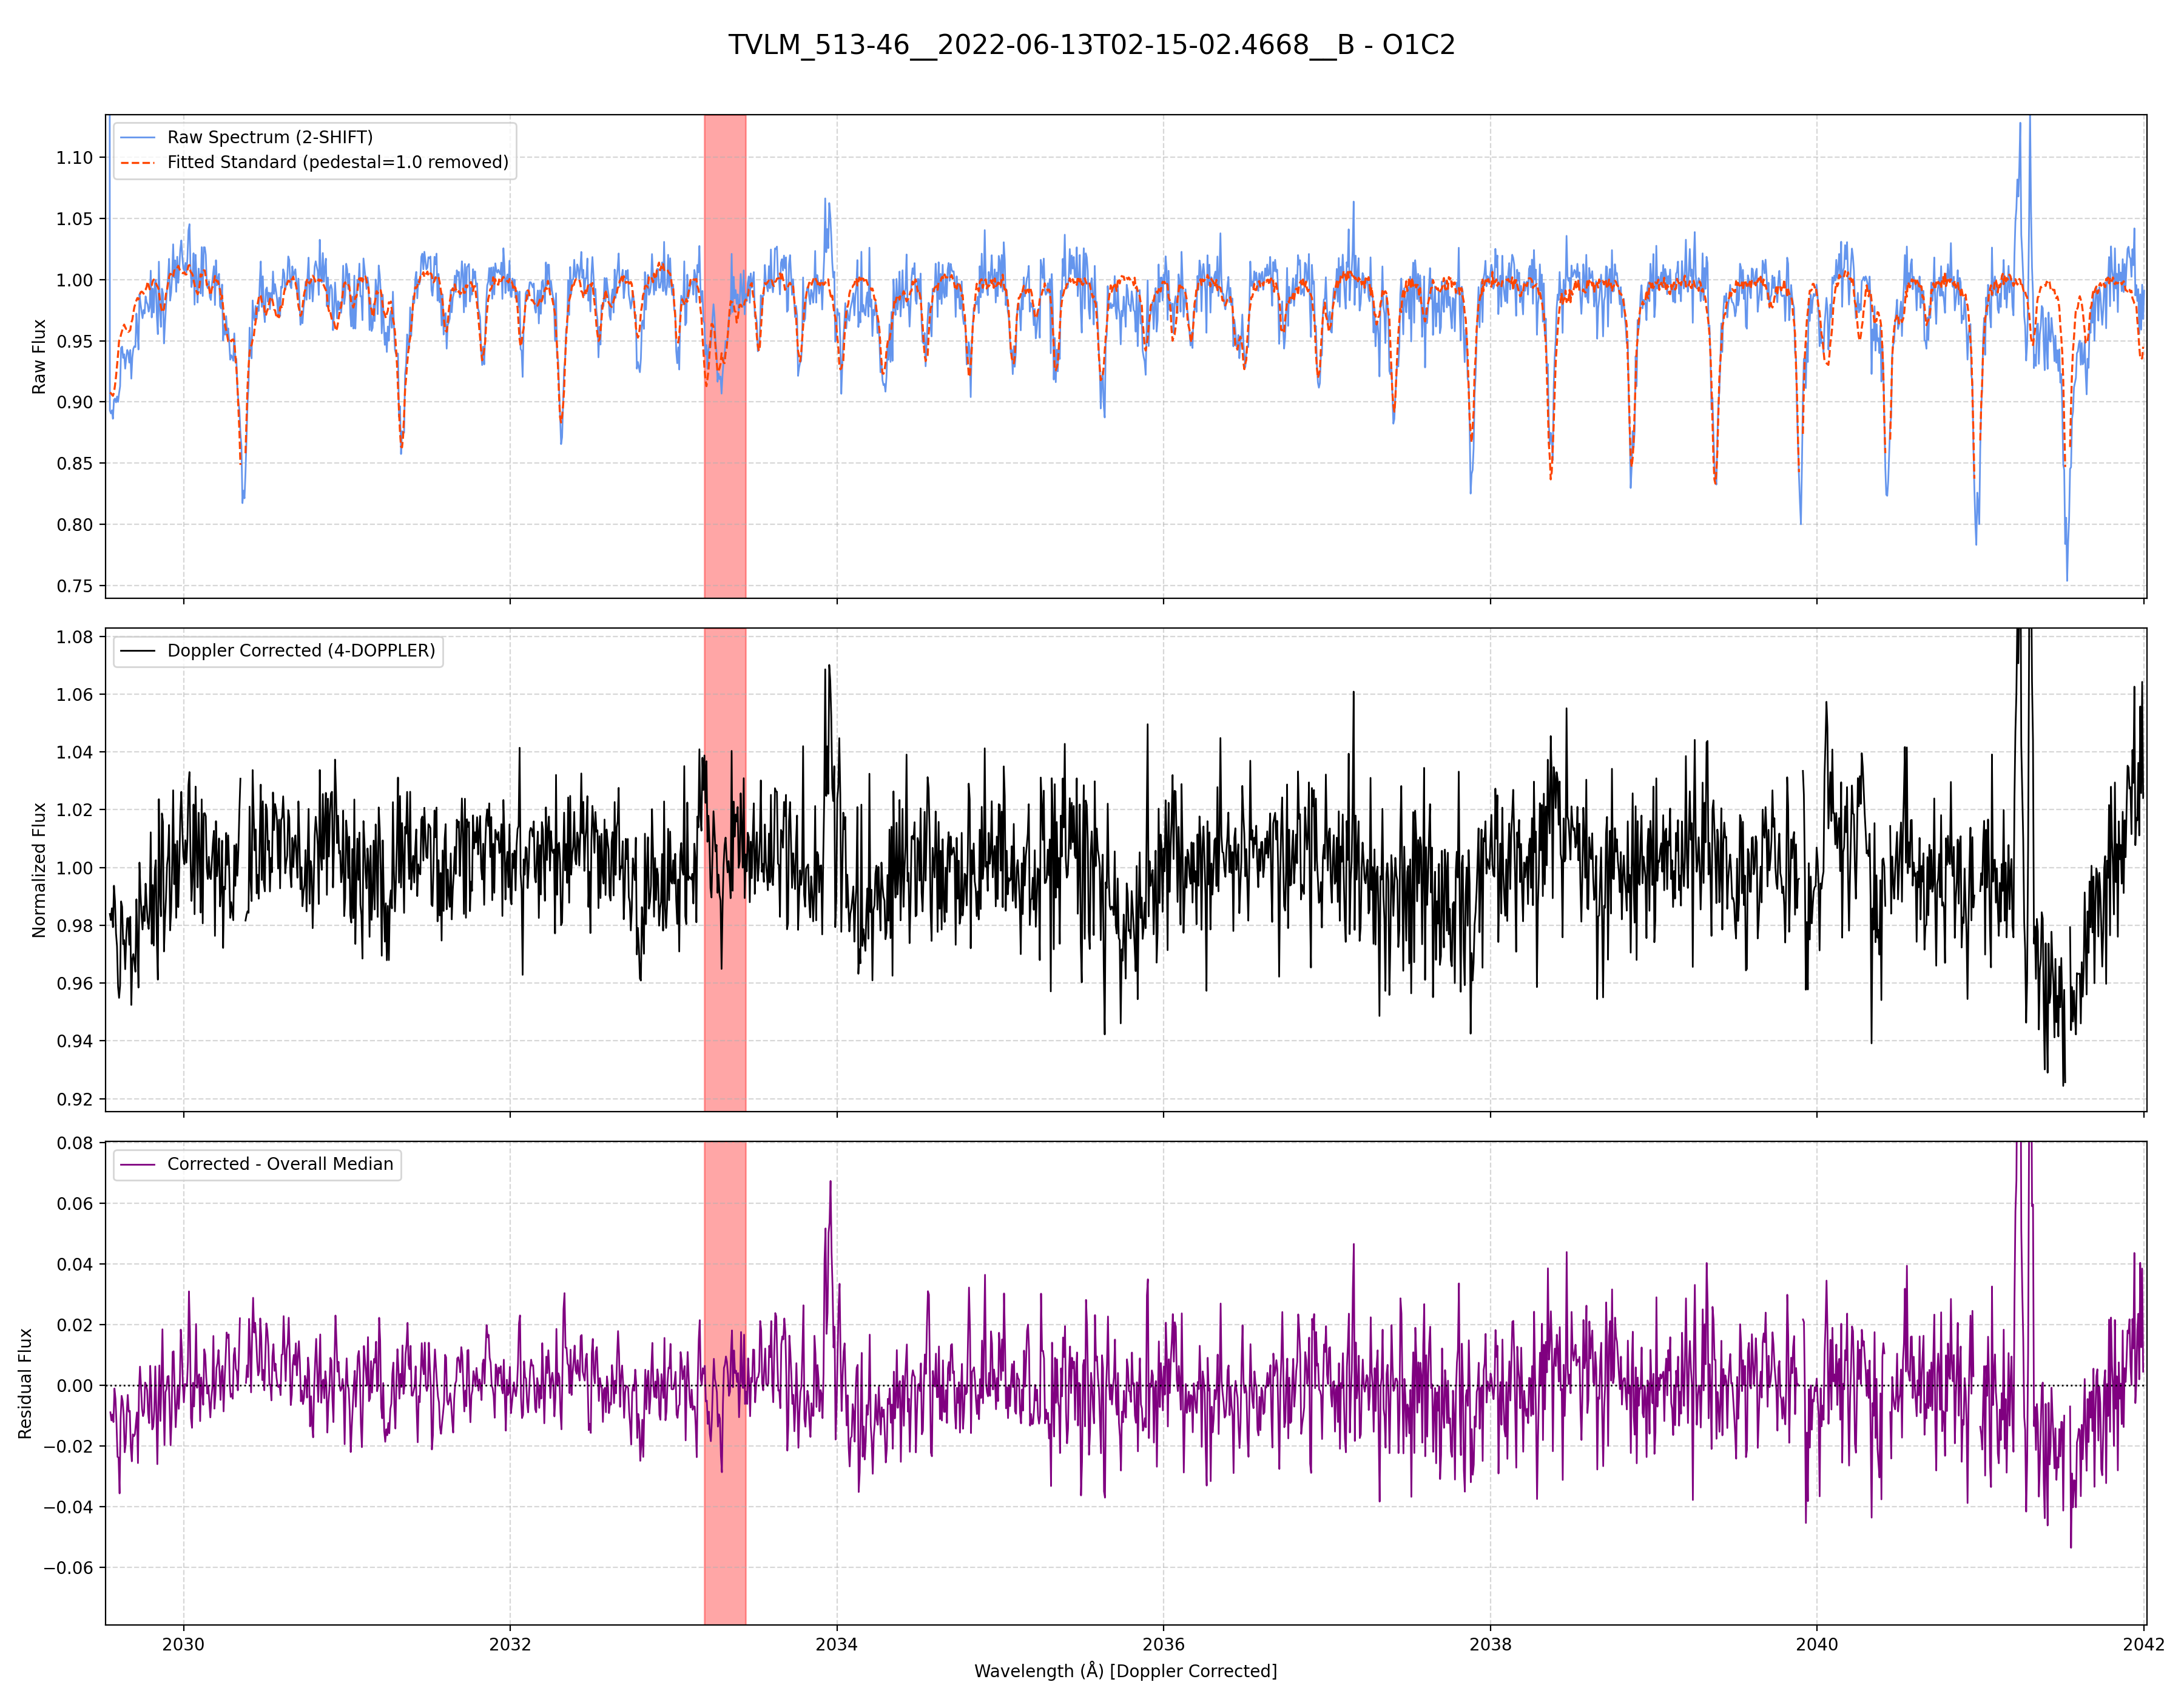 TVLM_513-46__2022-06-13T02-15-02.4668__B - O1C2
Raw Spectrum (2-SHIFT)
Fitted Standard (pedestal=1.0 removed)
Raw Flux
1.10
1.05
1.00
0.95
0.90
0.85
0.80
0.75
Doppler Corrected (4-DOPPLER)
Normalized Flux
1.08
1.06
1.04
1.02
1.00
0.98
0.96
0.94
0.92
Corrected - Overall Median
Residual Flux
0.08
0.06
0.04
0.02
0.00
−0.02
−0.04
−0.06
2030 2032 2034 2036 2038 2040 2042
Wavelength (Å) [Doppler Corrected]